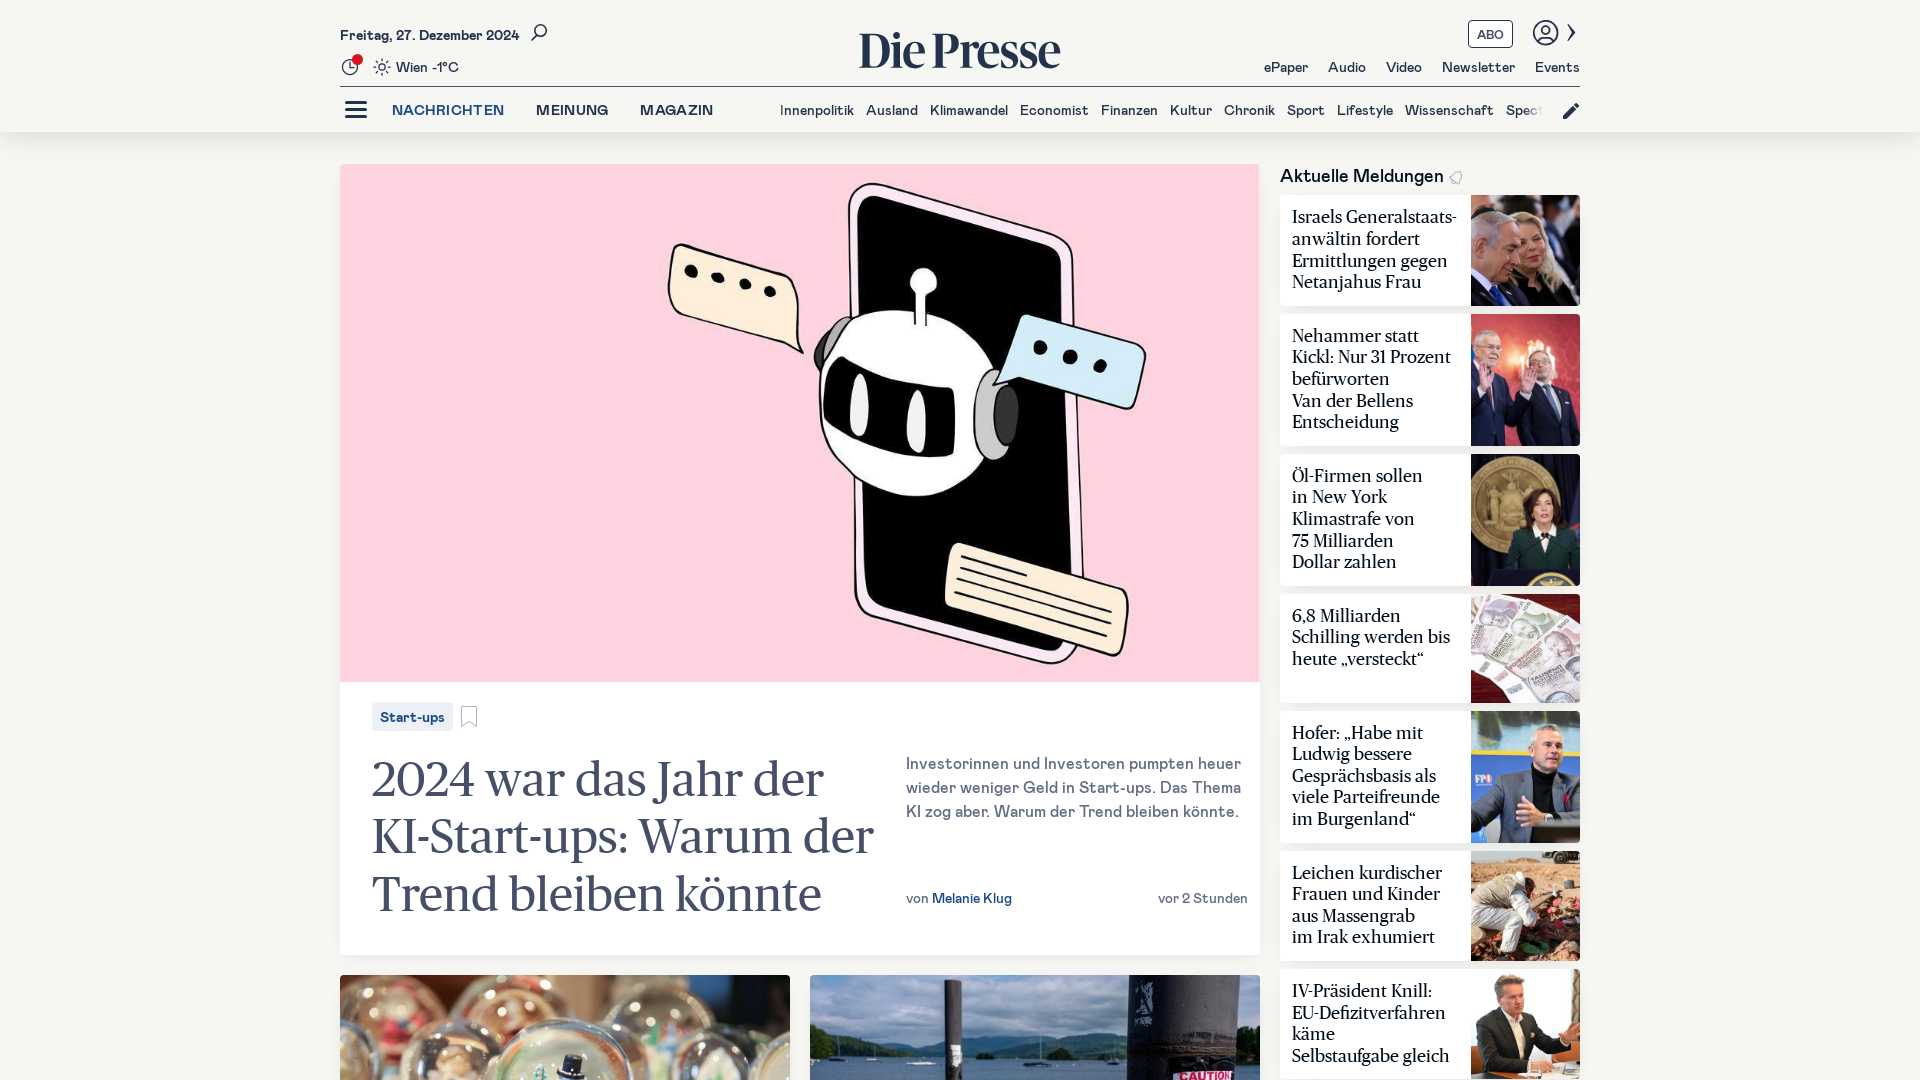 Freitag, 27. Dezember 2024
Wien -1°C
Die Presse
ABO
ePaper Audio Video Newsletter Events
NACHRICHTEN MEINUNG MAGAZIN
Innenpolitik Ausland Klimawandel Economist Finanzen Kultur Chronik Sport Lifestyle Wissenschaft Spect
Start-ups
2024 war das Jahr der
KI-Start-ups: Warum der
Trend bleiben könnte
Investorinnen und Investoren pumpten heuer
wieder weniger Geld in Start-ups. Das Thema
KI zog aber. Warum der Trend bleiben könnte.
von Melanie Klug
vor 2 Stunden
CAUTION
Aktuelle Meldungen
Israels Generalstaats-
anwältin fordert
Ermittlungen gegen
Netanjahus Frau
Nehammer statt
Kickl: Nur 31 Prozent
befürworten
Van der Bellens
Entscheidung
Öl-Firmen sollen
in New York
Klimastrafe von
75 Milliarden
Dollar zahlen
6,8 Milliarden
Schilling werden bis
heute „versteckt“
Hofer: „Habe mit
Ludwig bessere
Gesprächsbasis als
viele Parteifreunde
im Burgenland“
FPÖ
Leichen kurdischer
Frauen und Kinder
aus Massengrab
im Irak exhumiert
IV-Präsident Knill:
EU-Defizitverfahren
käme
Selbstaufgabe gleich